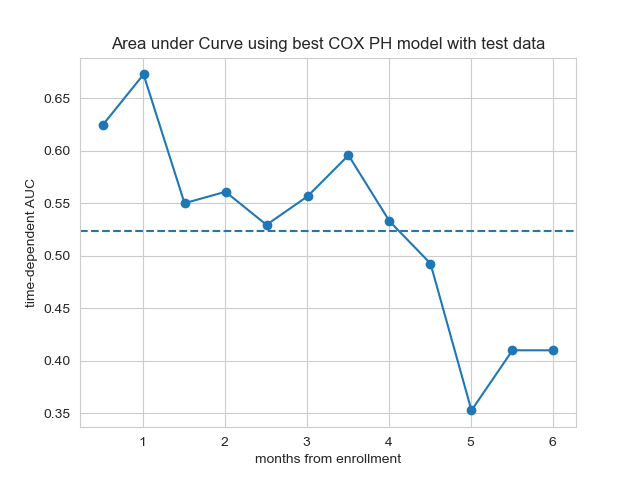 Area under Curve using best COX PH model with test data
time-dependent AUC
0.65
0.60
0.55
0.50
0.45
0.40
0.35
1 2 3 4 5 6
months from enrollment